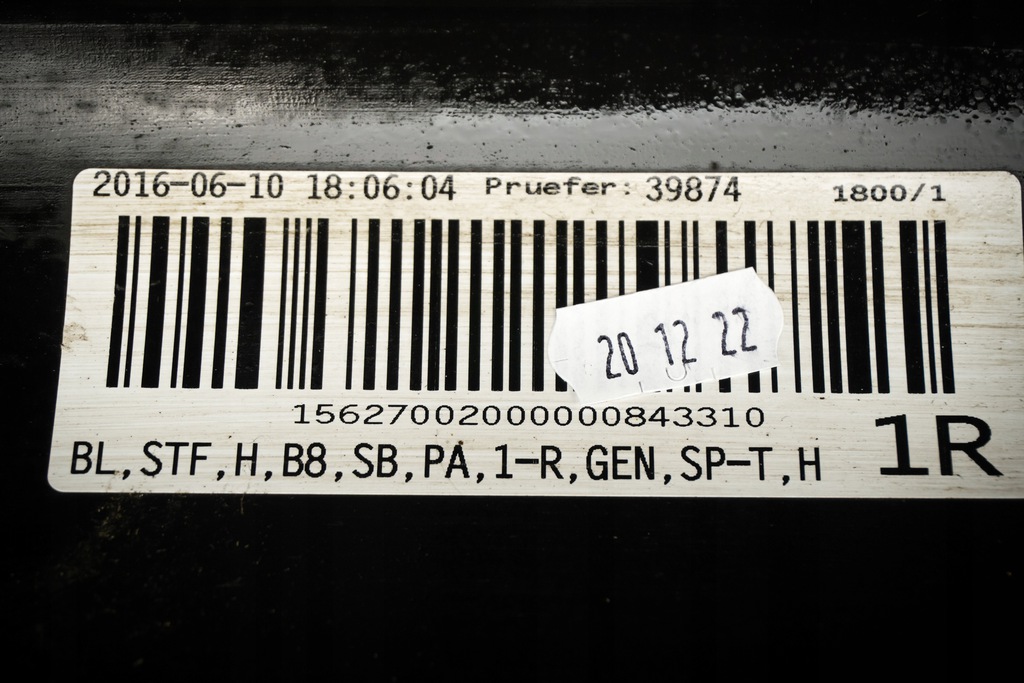 2016-06-10 18:06:04 Pruefer: 39874 1800/1
20 12 22
15627002000000843310
BL,STF,H,B8,SB,PA,1-R,GEN,SP-T,H
1R